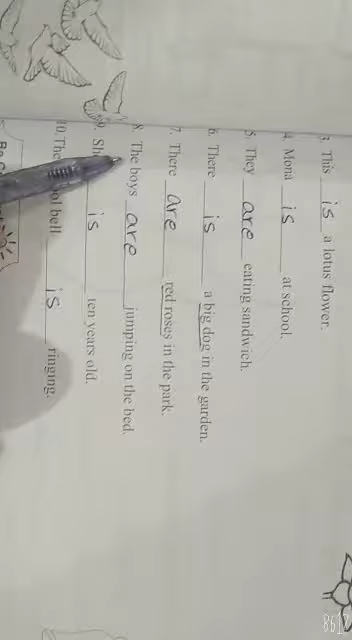 3. This is a lotus flower.
4. Mona is at school.
5. They are eating sandwich.
6. There is a big dog in the garden.
7. There are red roses in the park.
8. The boys are jumping on the bed.
9. Sh is ten years old.
10. The ol bell is ringing.
8612